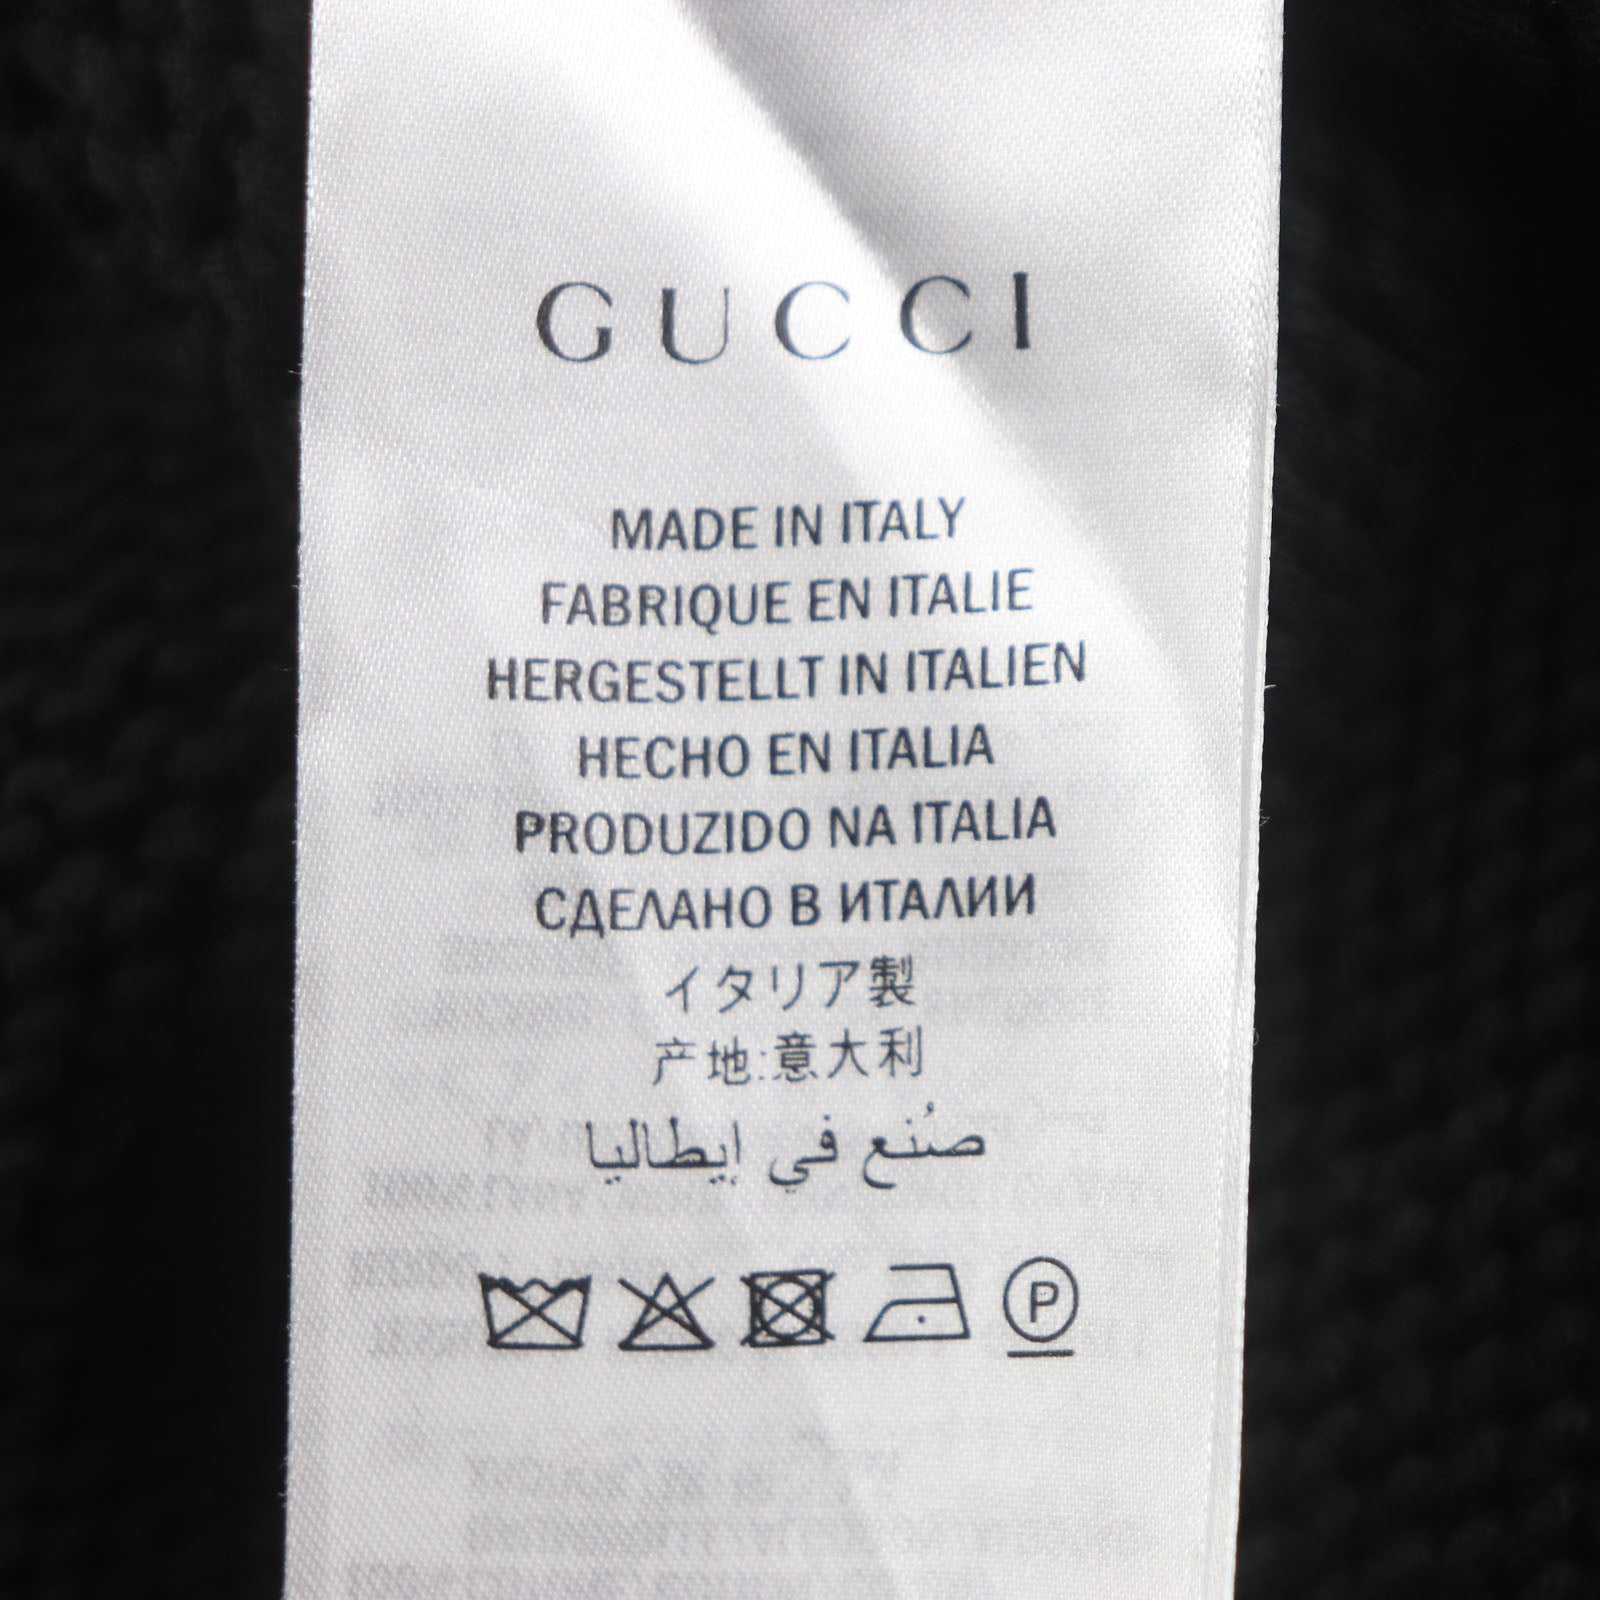 GUCCI
MADE IN ITALY
FABRIQUE EN ITALIE
HERGESTELLT IN ITALIEN
HECHO EN ITALIA
PRODUZIDO NA ITALIA
СДЕЛАНО В ИТАЛИИ
イタリア製
产地:意大利
صُنع في إيطاليا
P